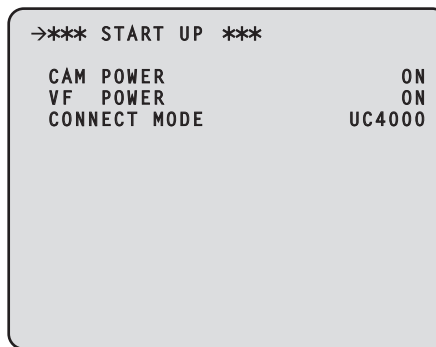 →*** START UP ***
CAM POWER ON
VF POWER ON
CONNECT MODE UC4000